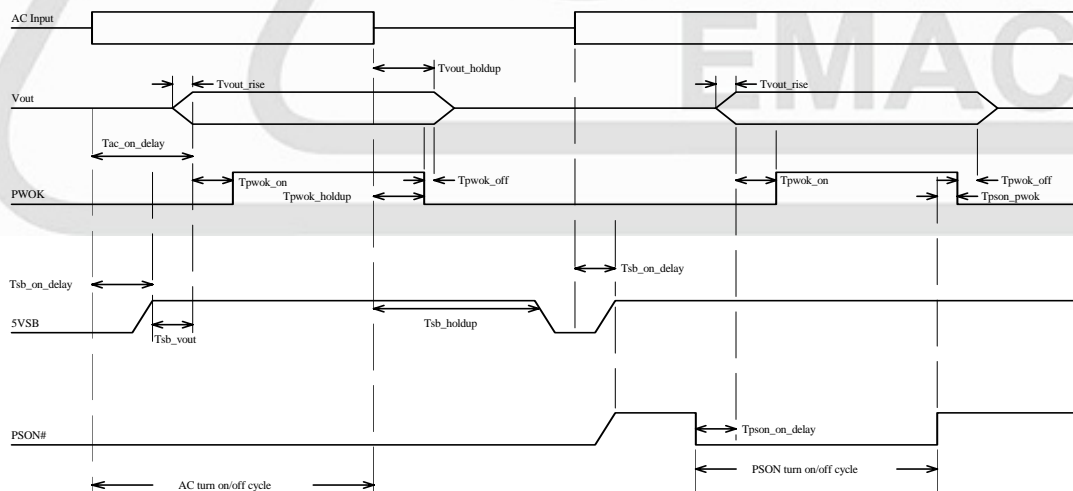 AC Input
EMAC
Tvout_holdup
Tvout_rise
Tvout_rise
Vout
Tac_on_delay
Tpwok_on
Tpwok_off
Tpwok_on
Tpwok_off
PWOK
Tpwok_holdup
Tpson_pwok
Tsb_on_delay
Tsb_on_delay
5VSB
Tsb_vout
Tsb_holdup
PSON#
Tpson_on_delay
AC turn on/off cycle
PSON turn on/off cycle